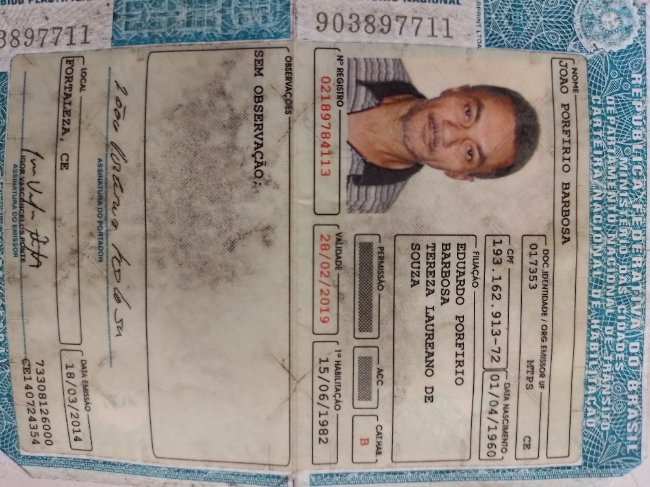 903897711
REPÚBLICA FEDERATIVA DO BRASIL
MINISTÉRIO DAS CIDADES
DEPARTAMENTO NACIONAL DE TRÂNSITO
CARTEIRA NACIONAL DE HABILITAÇÃO
NOME
JOAO PORFIRIO BARBOSA
DOC. IDENTIDADE / ORG EMISSOR UF
017353 MTPS CE
CPF
193.162.913-72
DATA NASCIMENTO
01/04/1960
FILIAÇÃO
EDUARDO PORFIRIO
BARBOSA
TEREZA LAUREANO DE
SOUZA
PERMISSÃO
ACC
CAT.HAB.
B
Nº REGISTRO
02189784113
VALIDADE
28/02/2019
1ª HABILITAÇÃO
15/06/1982
OBSERVAÇÕES
SEM OBSERVAÇÃO;
ASSINATURA DO PORTADOR
LOCAL
FORTALEZA, CE
DATA EMISSÃO
18/03/2014
IGOR VASCONCELOS PONTE
ASSINATURA DO EMISSOR
73308126000
CE140724354
3897711